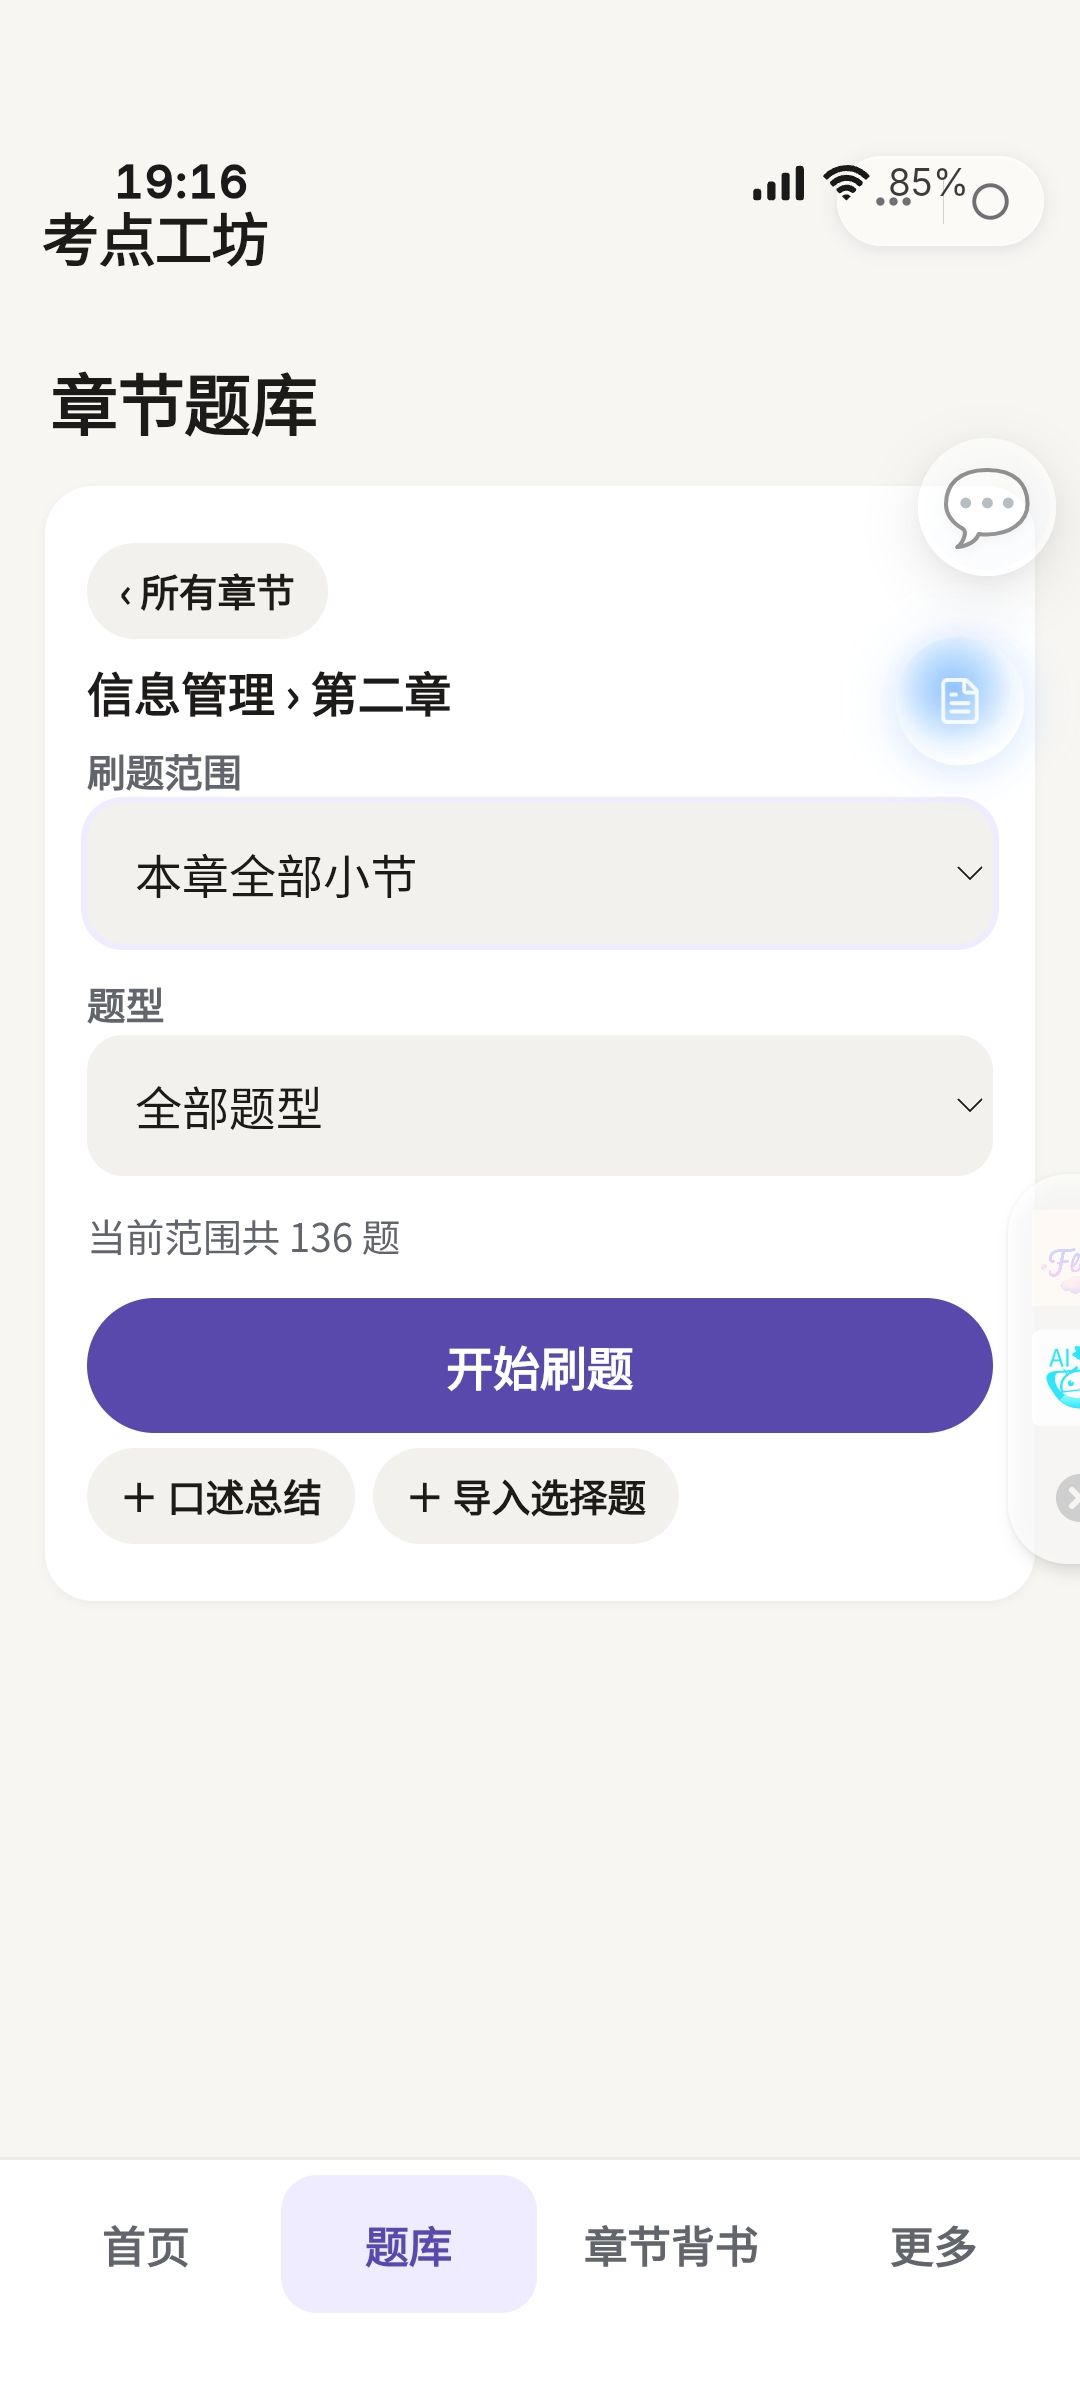 19:16
85%
考点工坊
章节题库
‹ 所有章节
信息管理 › 第二章
刷题范围
本章全部小节
题型
全部题型
当前范围共 136 题
开始刷题
＋ 口述总结
＋ 导入选择题
AI
首页
题库
章节背书
更多